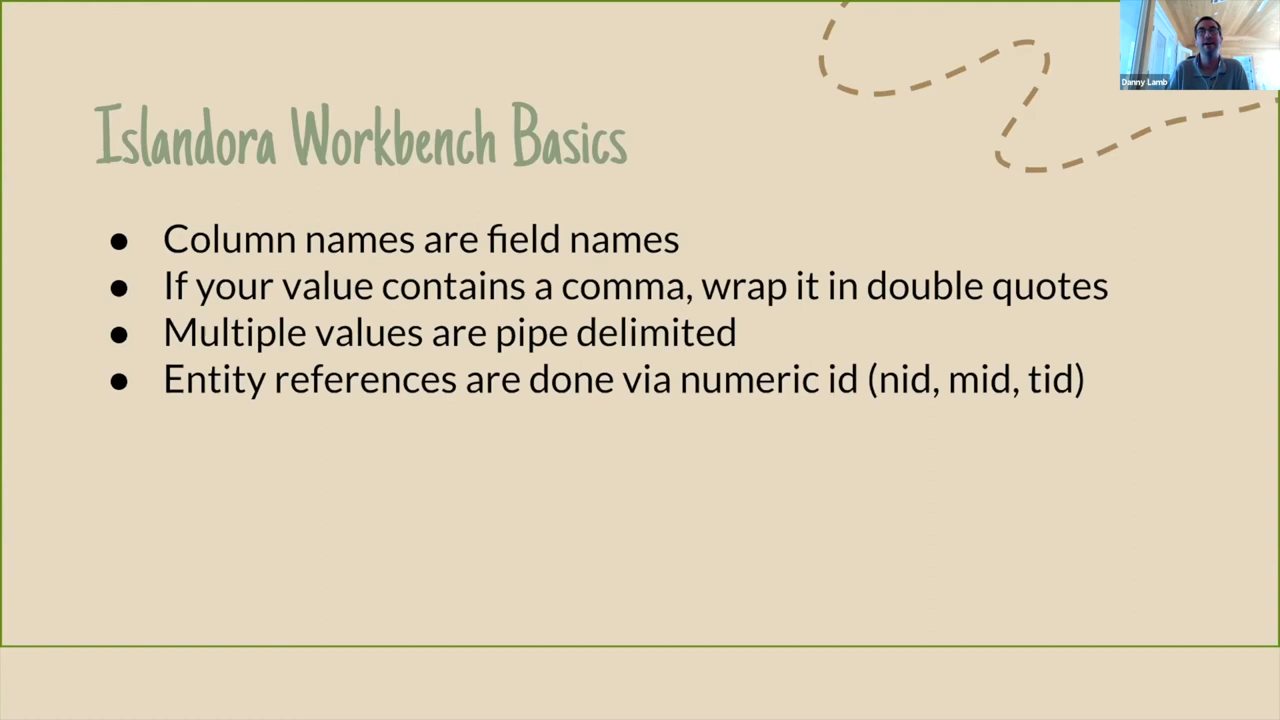 Danny Lamb
Islandora Workbench Basics
● Column names are field names
● If your value contains a comma, wrap it in double quotes
● Multiple values are pipe delimited
● Entity references are done via numeric id (nid, mid, tid)